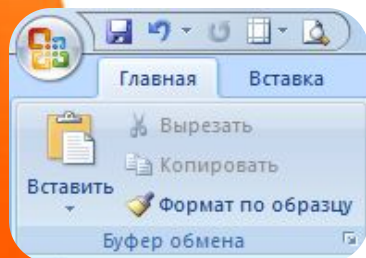 Главная Вставка
Вырезать
Копировать
Вставить
Формат по образцу
Буфер обмена